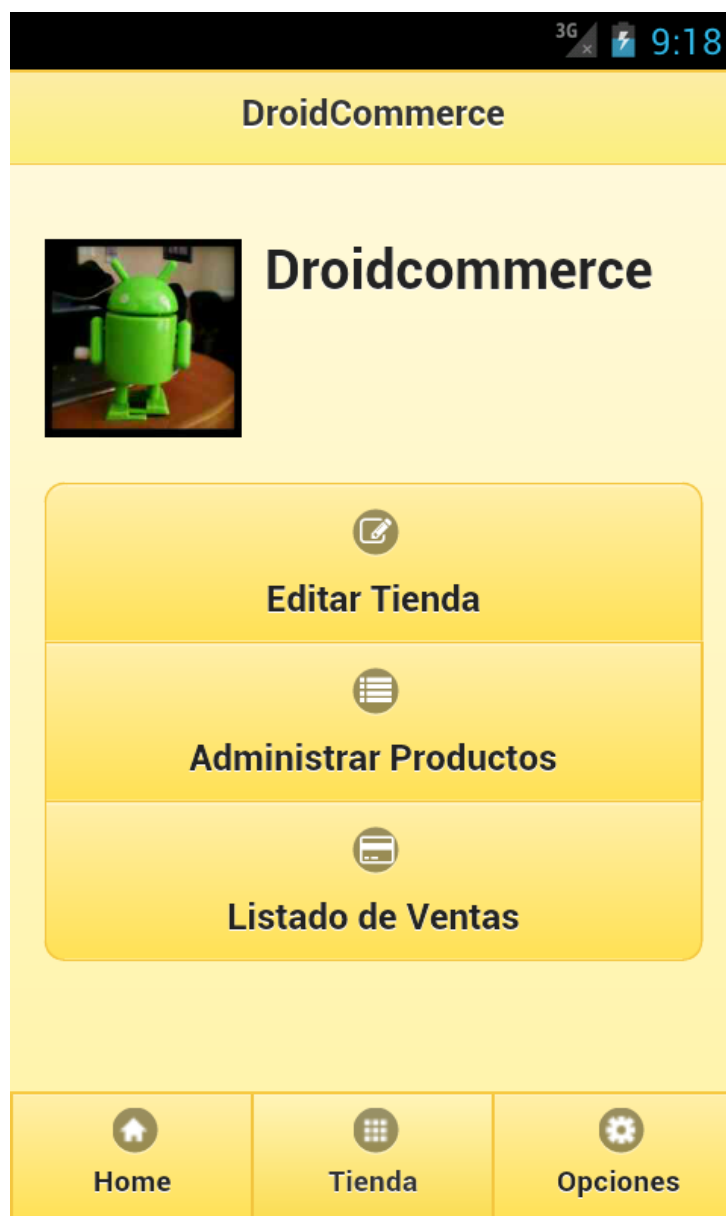 3G 9:18
DroidCommerce
Droidcommerce
Editar Tienda
Administrar Productos
Listado de Ventas
Home Tienda Opciones